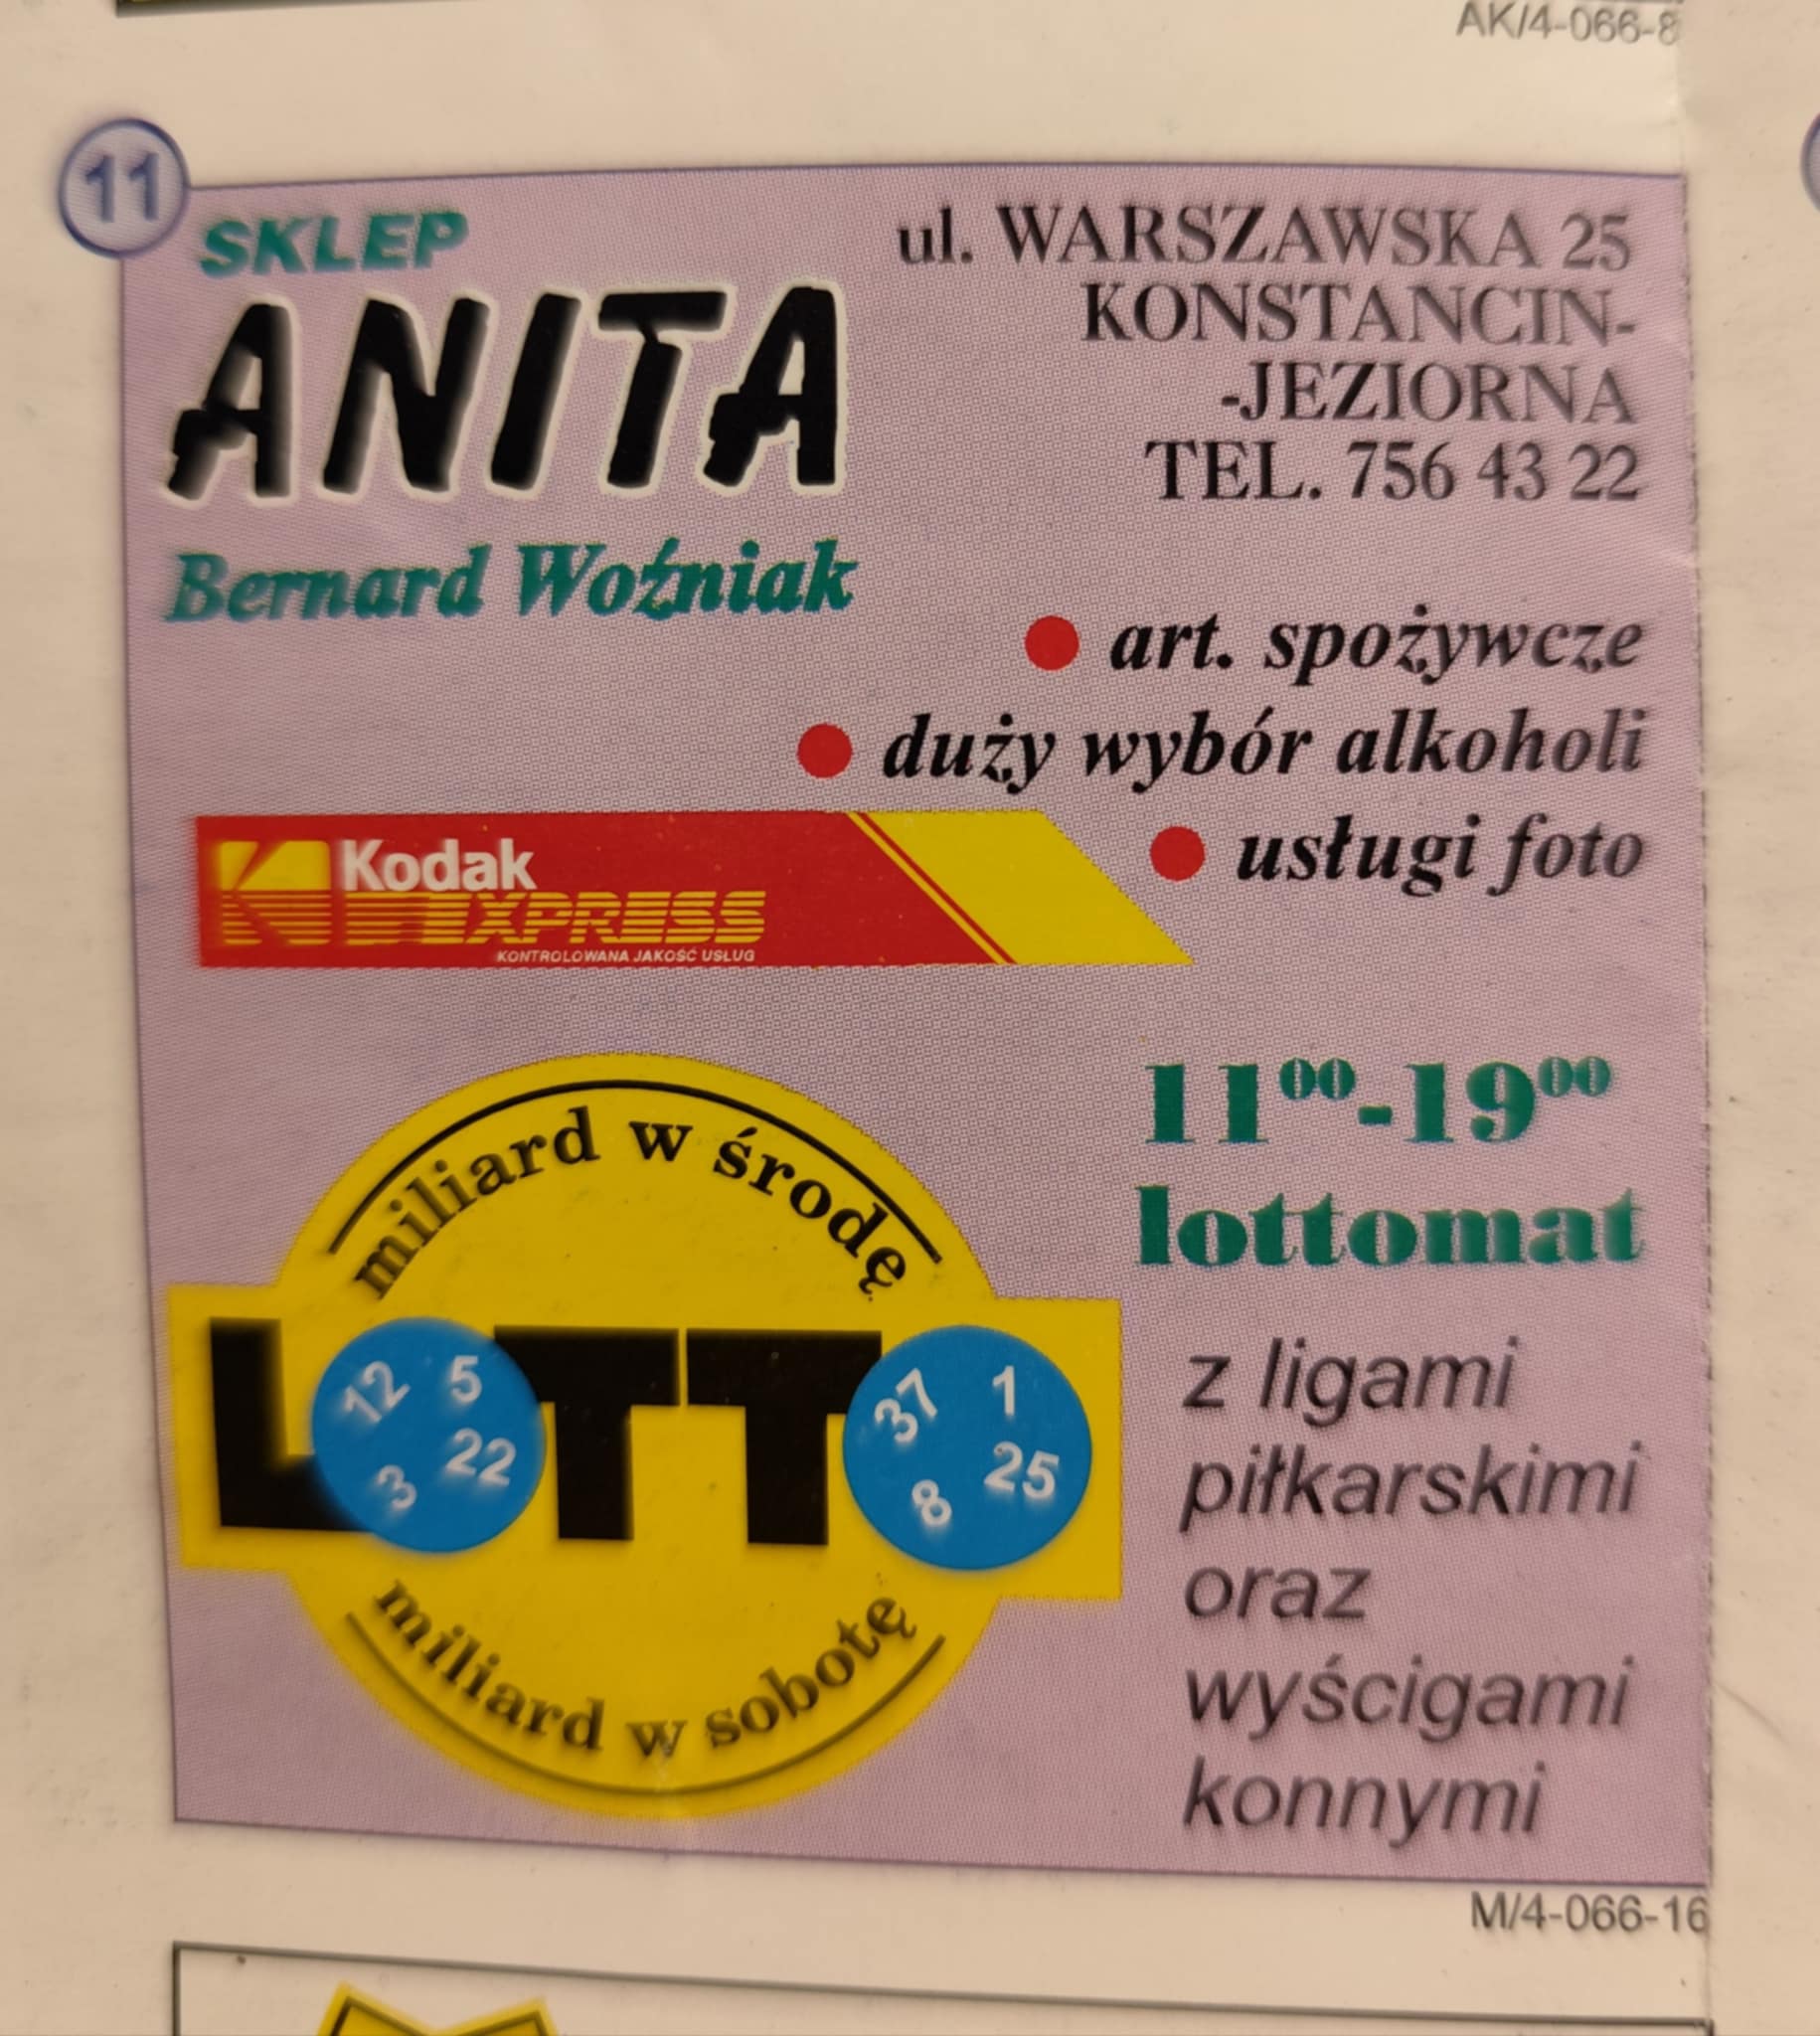 AK/4-066-8
11
SKLEP
ANITA
Bernard Woźniak
ul. WARSZAWSKA 25
KONSTANCIN-
-JEZIORNA
TEL. 756 43 22
● art. spożywcze
● duży wybór alkoholi
● usługi foto
Kodak
EXPRESS
KONTROLOWANA JAKOŚĆ USŁUG
miliard w środę
LOTTO
12 5
3 22
37 1
8 25
miliard w sobotę
11⁰⁰-19⁰⁰
lottomat
z ligami
piłkarskimi
oraz
wyścigami
konnymi
M/4-066-16